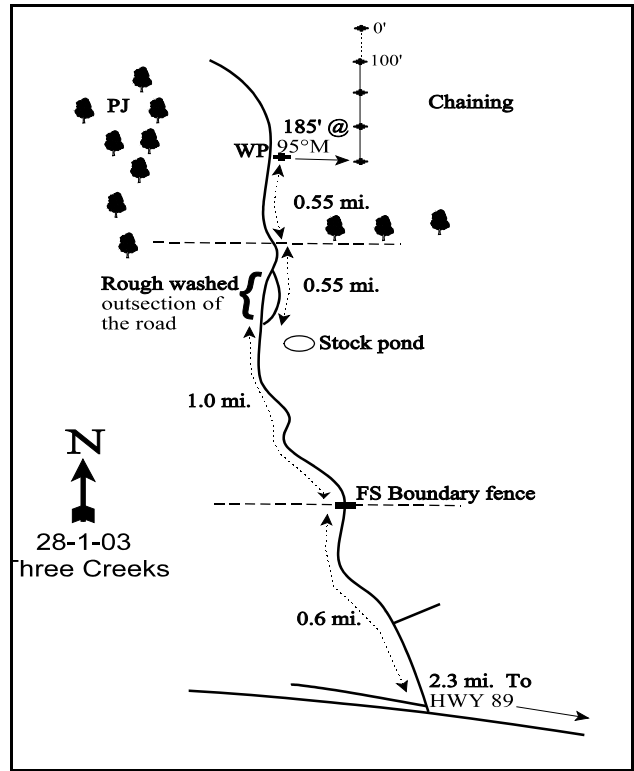 0'
100'
PJ
Chaining
185' @
WP 95°M
0.55 mi.
0.55 mi.
Rough washed
outsection of
the road
Stock pond
1.0 mi.
N
FS Boundary fence
28-1-03
Three Creeks
0.6 mi.
2.3 mi. To
HWY 89